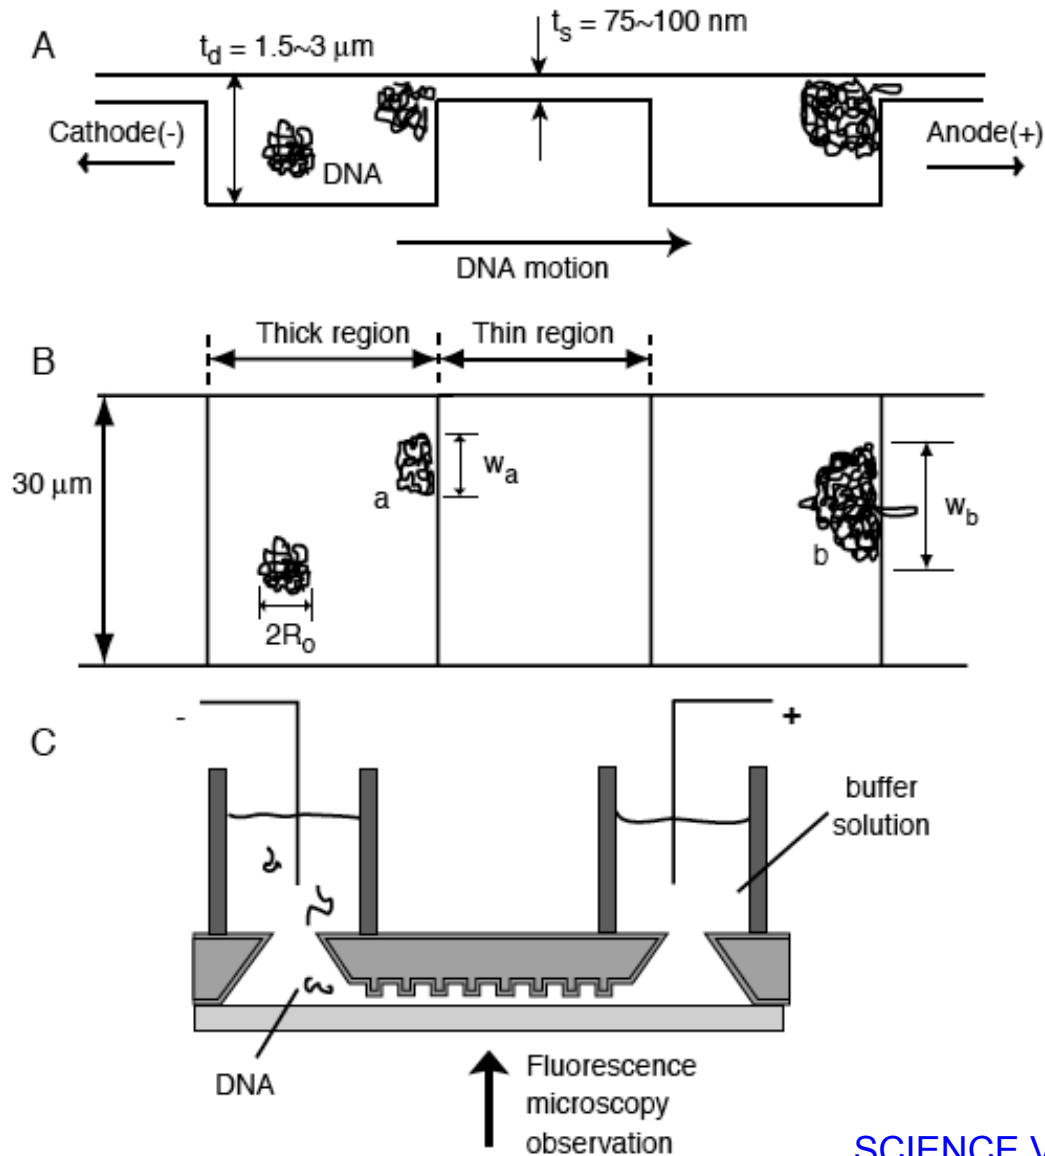 A
t_d = 1.5~3 μm
t_s = 75~100 nm
Cathode(-)
Anode(+)
DNA
DNA motion
B
Thick region
Thin region
30 μm
a
w_a
b
w_b
2R_o
C
-
+
buffer
solution
DNA
Fluorescence
microscopy
observation
SCIENCE